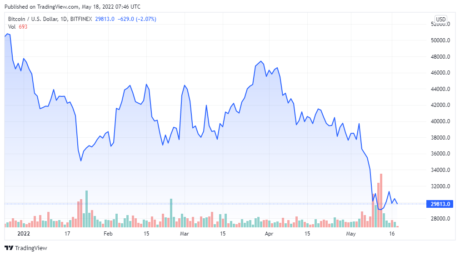 Published on TradingView.com, May 18, 2022 07:46 UTC
Bitcoin / U.S. Dollar, 1D, BITFINEX 29813.0 -629.0 (-2.07%)
Vol 693
USD
52000.0
48000.0
46000.0
44000.0
42000.0
40000.0
38000.0
36000.0
34000.0
32000.0
29813.0
28000.0
2022
17
Feb
15
Mar
15
Apr
15
May
16
TradingView